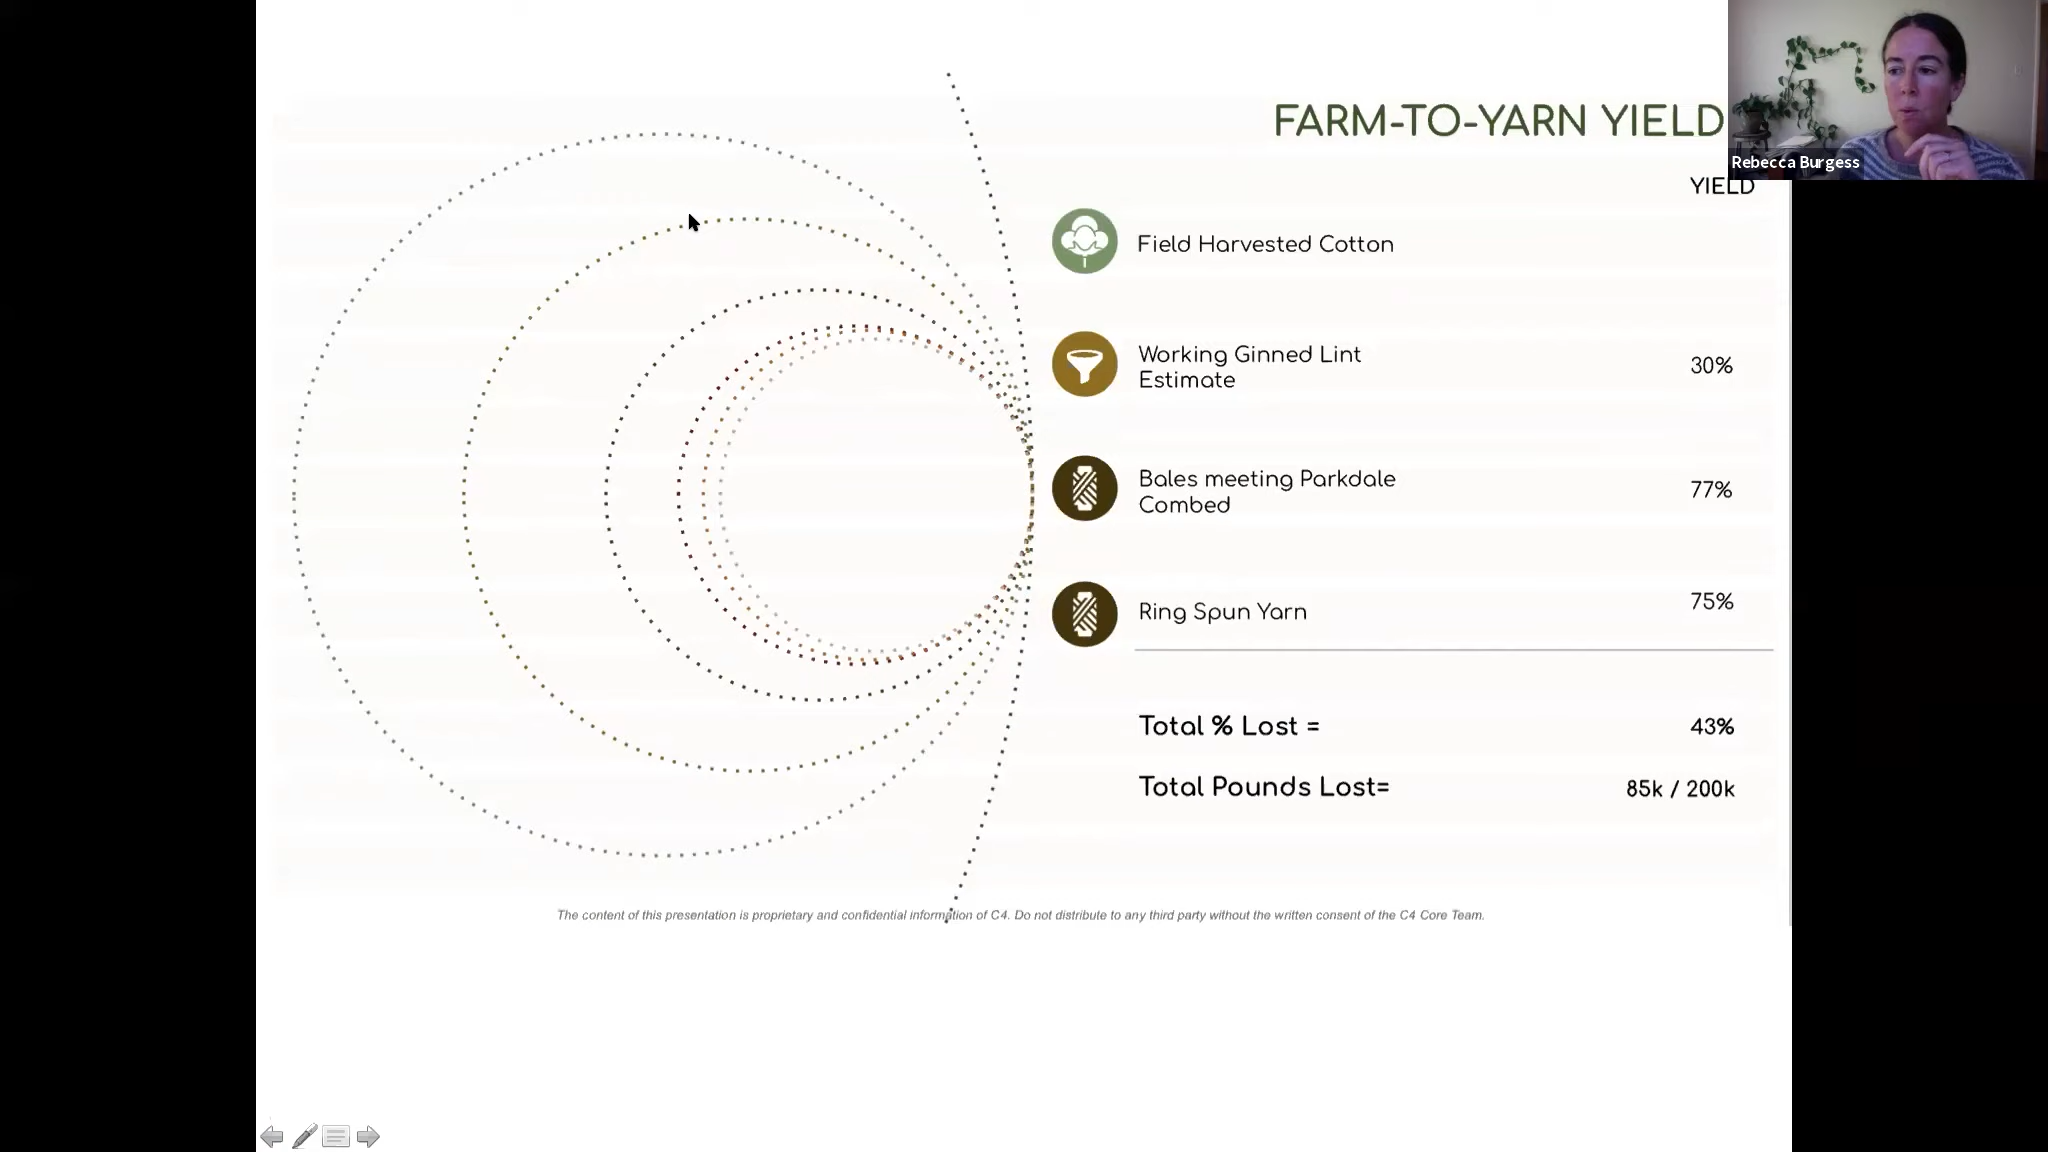 FARM-TO-YARN YIELD
Rebecca Burgess
YIELD
Field Harvested Cotton
Working Ginned Lint
Estimate
30%
Bales meeting Parkdale
Combed
77%
Ring Spun Yarn
75%
Total % Lost =
43%
Total Pounds Lost=
85k / 200k
The content of this presentation is proprietary and confidential information of C4. Do not distribute to any third party without the written consent of the C4 Core Team.